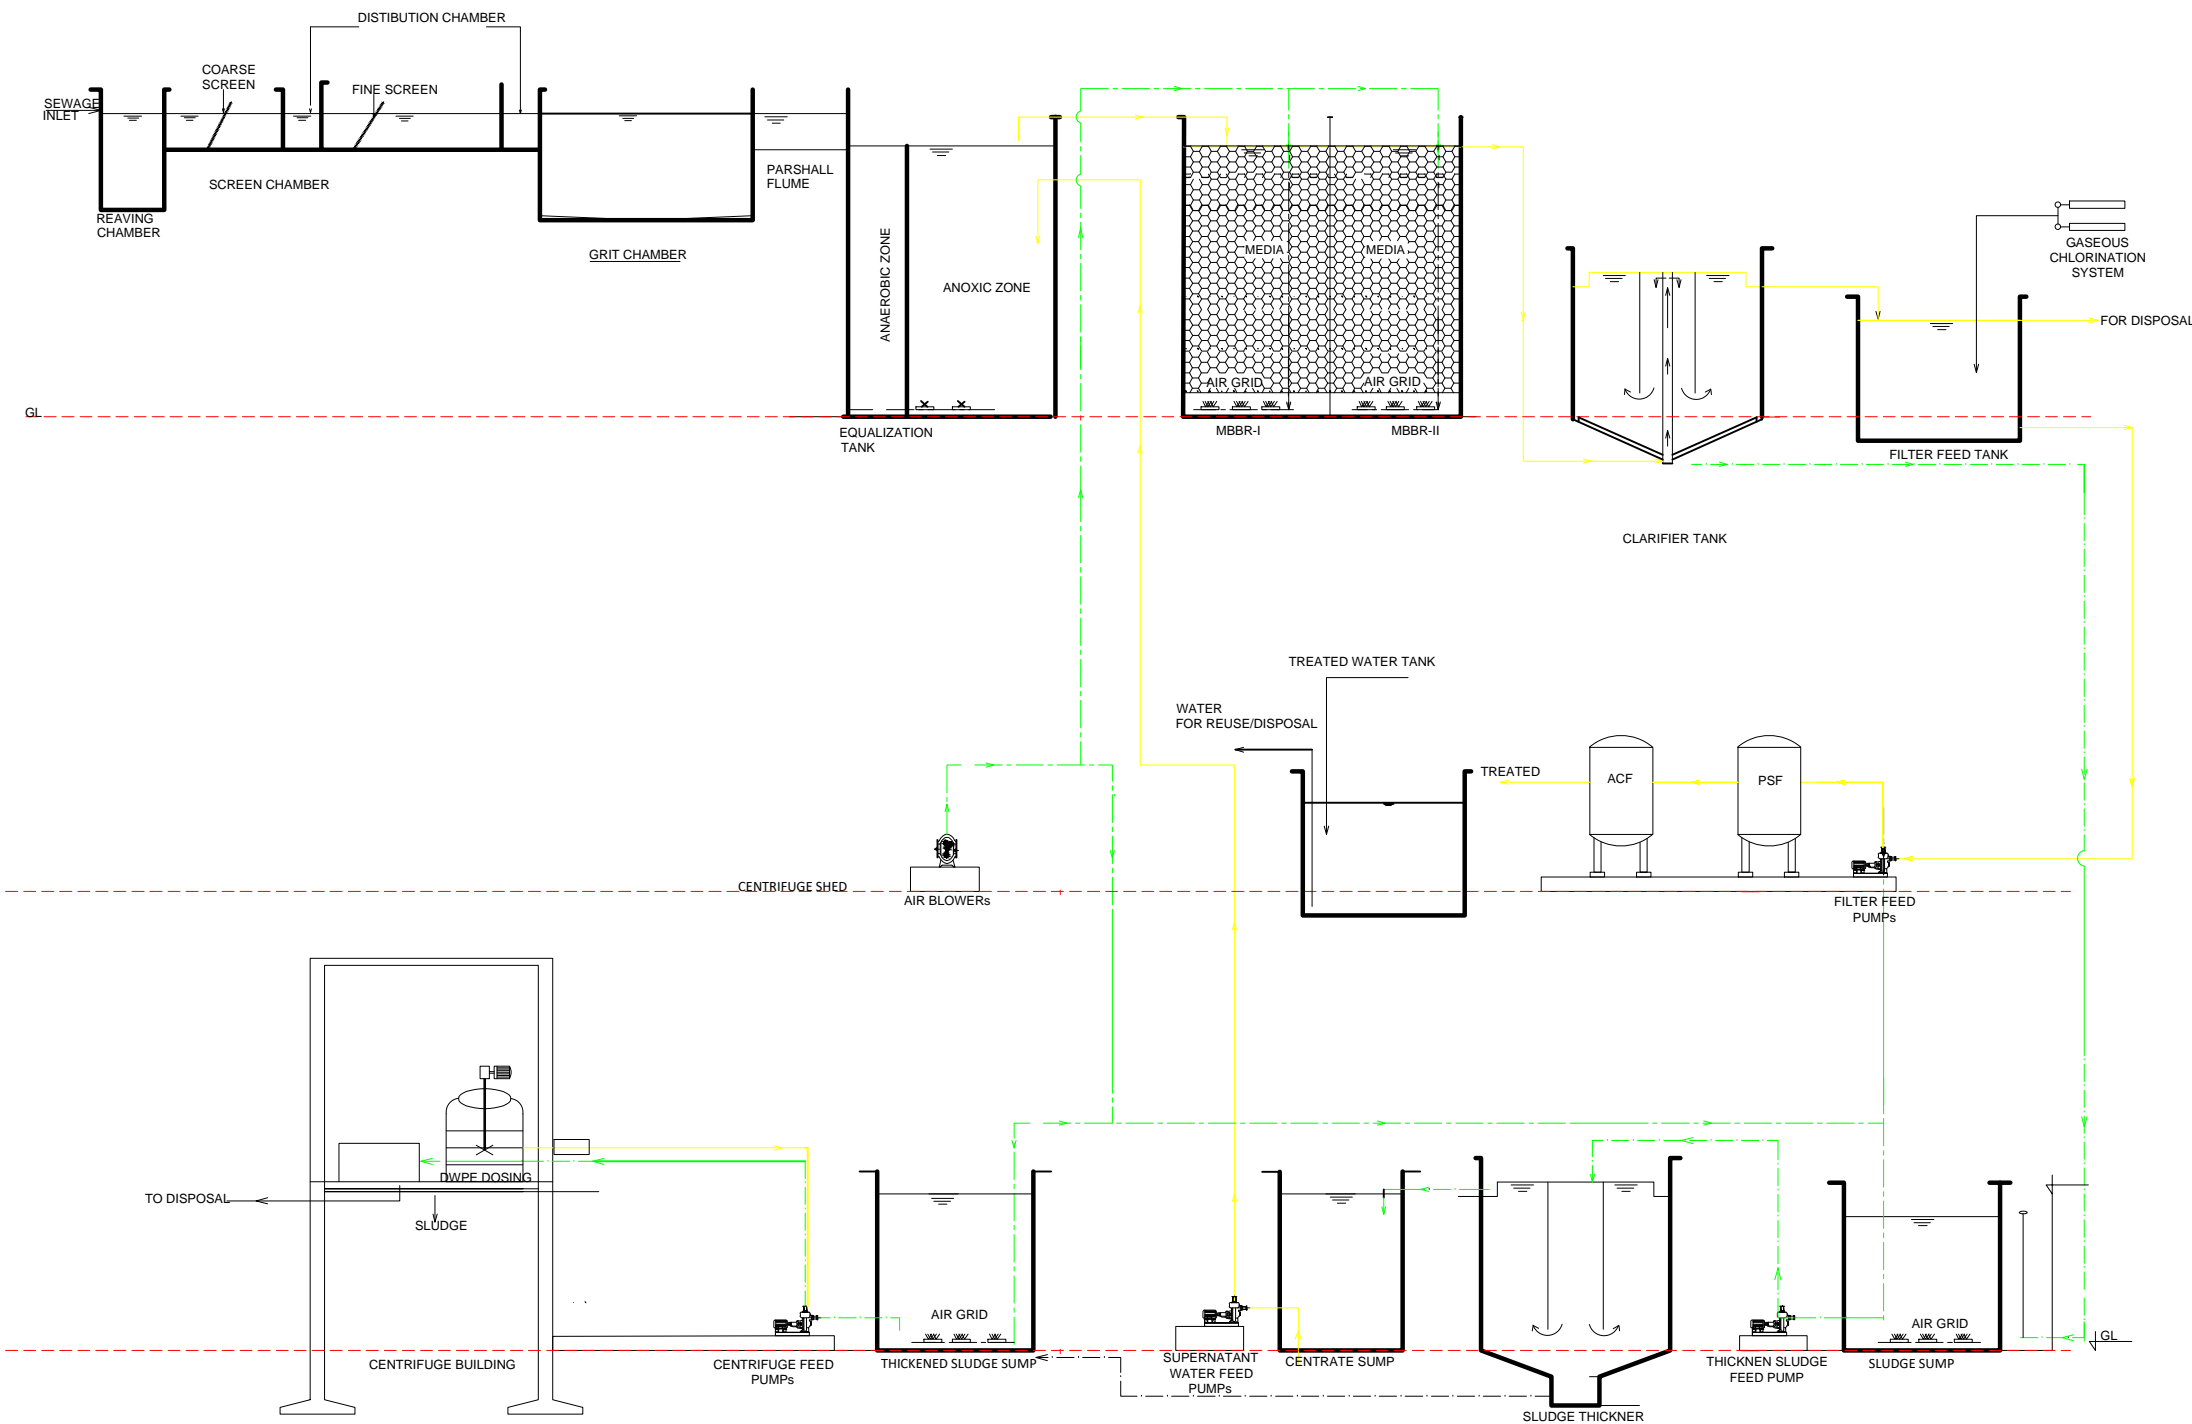 DISTIBUTION CHAMBER
COARSE
SCREEN
FINE SCREEN
SEWAGE
INLET
SCREEN CHAMBER
REAVING
CHAMBER
GRIT CHAMBER
PARSHALL
FLUME
ANAEROBIC ZONE
ANOXIC ZONE
EQUALIZATION
TANK
MEDIA
MEDIA
AIR GRID
AIR GRID
MBBR-I
MBBR-II
GASEOUS
CHLORINATION
SYSTEM
FOR DISPOSAL
GL
FILTER FEED TANK
CLARIFIER TANK
TREATED WATER TANK
WATER
FOR REUSE/DISPOSAL
TREATED
ACF
PSF
CENTRIFUGE SHED
AIR BLOWERs
FILTER FEED
PUMPs
DWPE DOSING
TO DISPOSAL
SLUDGE
CENTRIFUGE BUILDING
CENTRIFUGE FEED
PUMPs
AIR GRID
THICKENED SLUDGE SUMP
SUPERNATANT
WATER FEED
PUMPs
CENTRATE SUMP
SLUDGE THICKNER
THICKNEN SLUDGE
FEED PUMP
AIR GRID
SLUDGE SUMP
GL